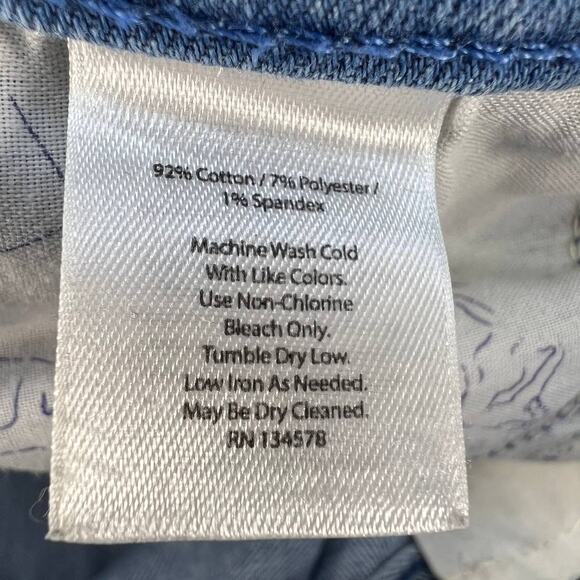 92% Cotton / 7% Polyester /
1% Spandex
Machine Wash Cold
With Like Colors.
Use Non-Chlorine
Bleach Only.
Tumble Dry Low.
Low Iron As Needed.
May Be Dry Cleaned.
RN 134578